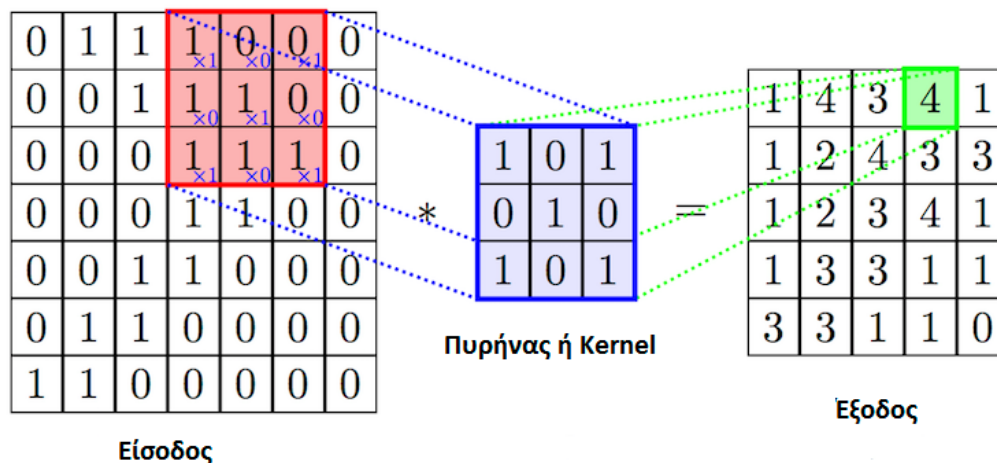 0 1 1 1×1 0×0 0×1 0
0 0 1 1×0 1×1 0×0 0
0 0 0 1×1 1×0 1×1 0
0 0 0 1 1 0 0
0 0 1 1 0 0 0
0 1 1 0 0 0 0
1 1 0 0 0 0 0
Είσοδος
*
1 0 1
0 1 0
1 0 1
Πυρήνας ή Kernel
=
1 4 3 4 1
1 2 4 3 3
1 2 3 4 1
1 3 3 1 1
3 3 1 1 0
Έξοδος